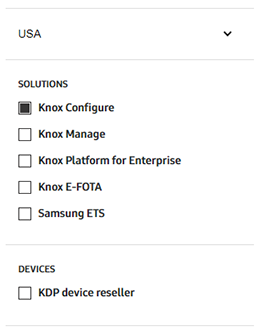 USA
SOLUTIONS
Knox Configure
Knox Manage
Knox Platform for Enterprise
Knox E-FOTA
Samsung ETS
DEVICES
KDP device reseller